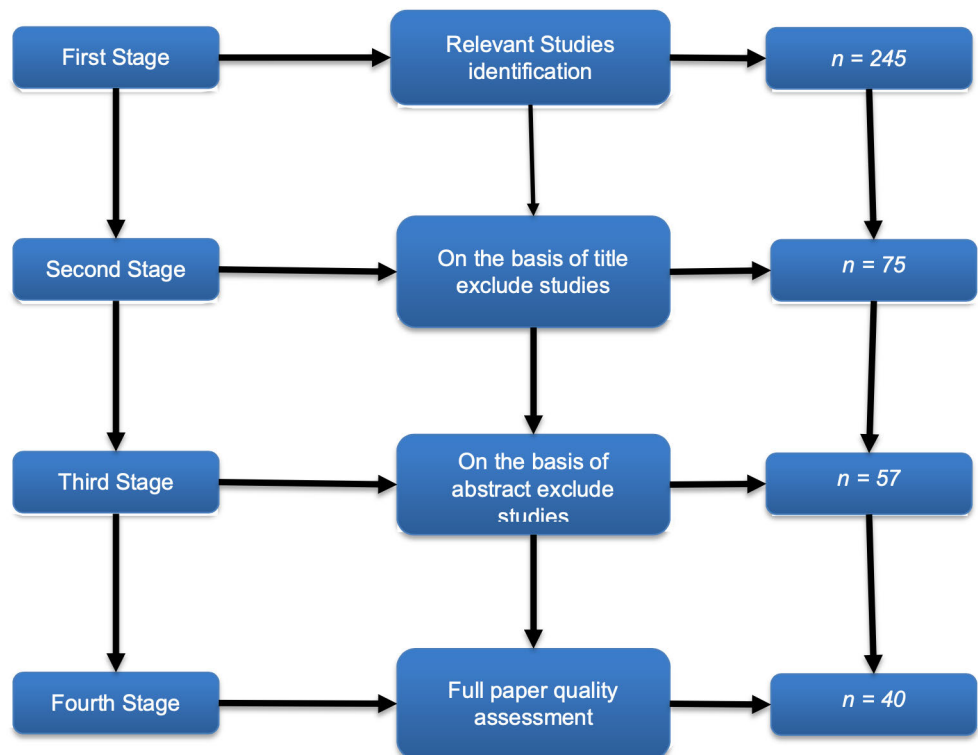 First Stage
Relevant Studies
identification
n = 245
Second Stage
On the basis of title
exclude studies
n = 75
Third Stage
On the basis of
abstract exclude
studies
n = 57
Fourth Stage
Full paper quality
assessment
n = 40